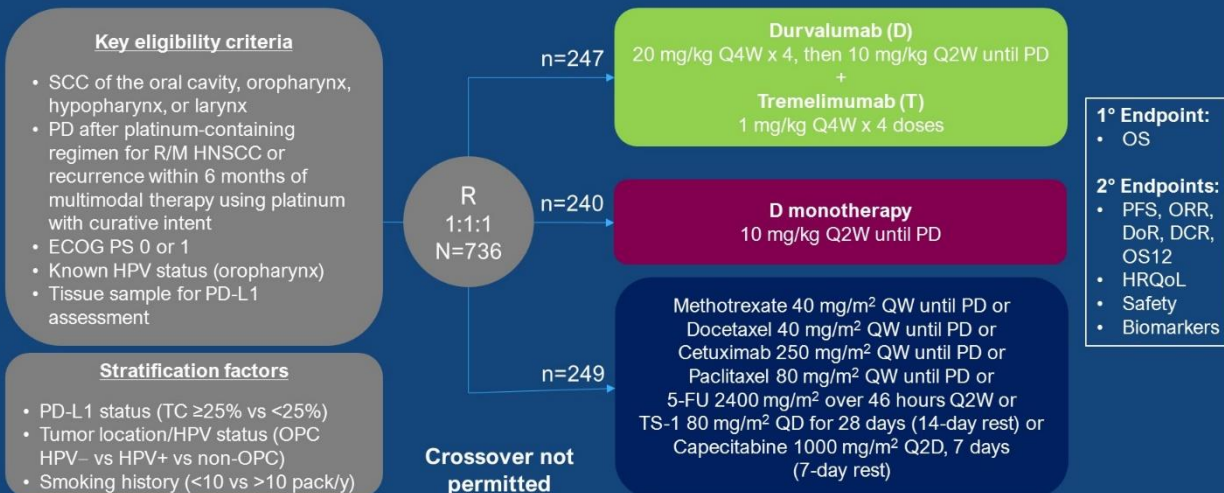 Key eligibility criteria
• SCC of the oral cavity, oropharynx,
hypopharynx, or larynx
• PD after platinum-containing
regimen for R/M HNSCC or
recurrence within 6 months of
multimodal therapy using platinum
with curative intent
• ECOG PS 0 or 1
• Known HPV status (oropharynx)
• Tissue sample for PD-L1
assessment
Stratification factors
• PD-L1 status (TC ≥25% vs <25%)
• Tumor location/HPV status (OPC
HPV– vs HPV+ vs non-OPC)
• Smoking history (<10 vs >10 pack/y)
R
1:1:1
N=736
n=247
n=240
n=249
Crossover not
permitted
Durvalumab (D)
20 mg/kg Q4W x 4, then 10 mg/kg Q2W until PD
+
Tremelimumab (T)
1 mg/kg Q4W x 4 doses
D monotherapy
10 mg/kg Q2W until PD
Methotrexate 40 mg/m² QW until PD or
Docetaxel 40 mg/m² QW until PD or
Cetuximab 250 mg/m² QW until PD or
Paclitaxel 80 mg/m² QW until PD or
5-FU 2400 mg/m² over 46 hours Q2W or
TS-1 80 mg/m² QD for 28 days (14-day rest) or
Capecitabine 1000 mg/m² Q2D, 7 days
(7-day rest)
1° Endpoint:
• OS
2° Endpoints:
• PFS, ORR,
DoR, DCR,
OS12
• HRQoL
• Safety
• Biomarkers